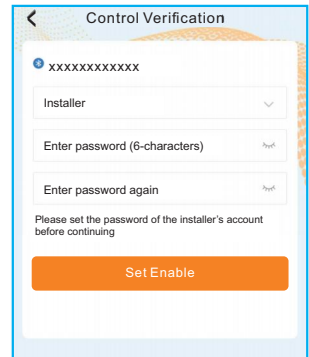 Control Verification
xxxxxxxxxxxx
Installer
Enter password (6-characters)
Enter password again
Please set the password of the installer's account
before continuing
Set Enable